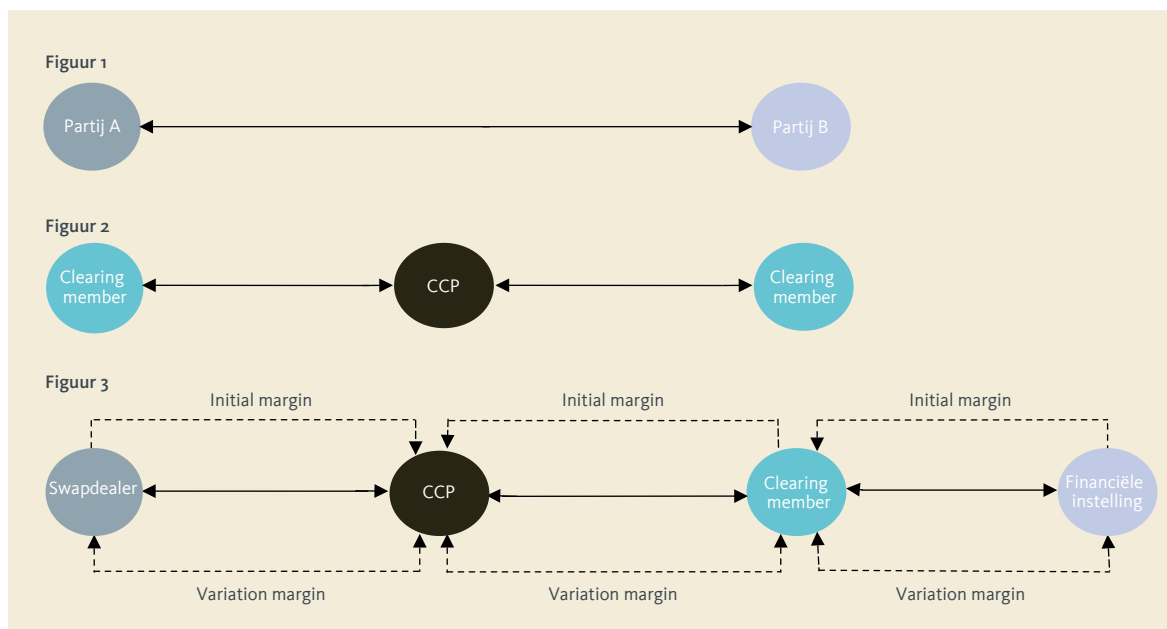 Figuur 1
Partij A
Partij B
Figuur 2
Clearing
member
CCP
Clearing
member
Figuur 3
Initial margin
Initial margin
Initial margin
Swapdealer
CCP
Clearing
member
Financiële
instelling
Variation margin
Variation margin
Variation margin